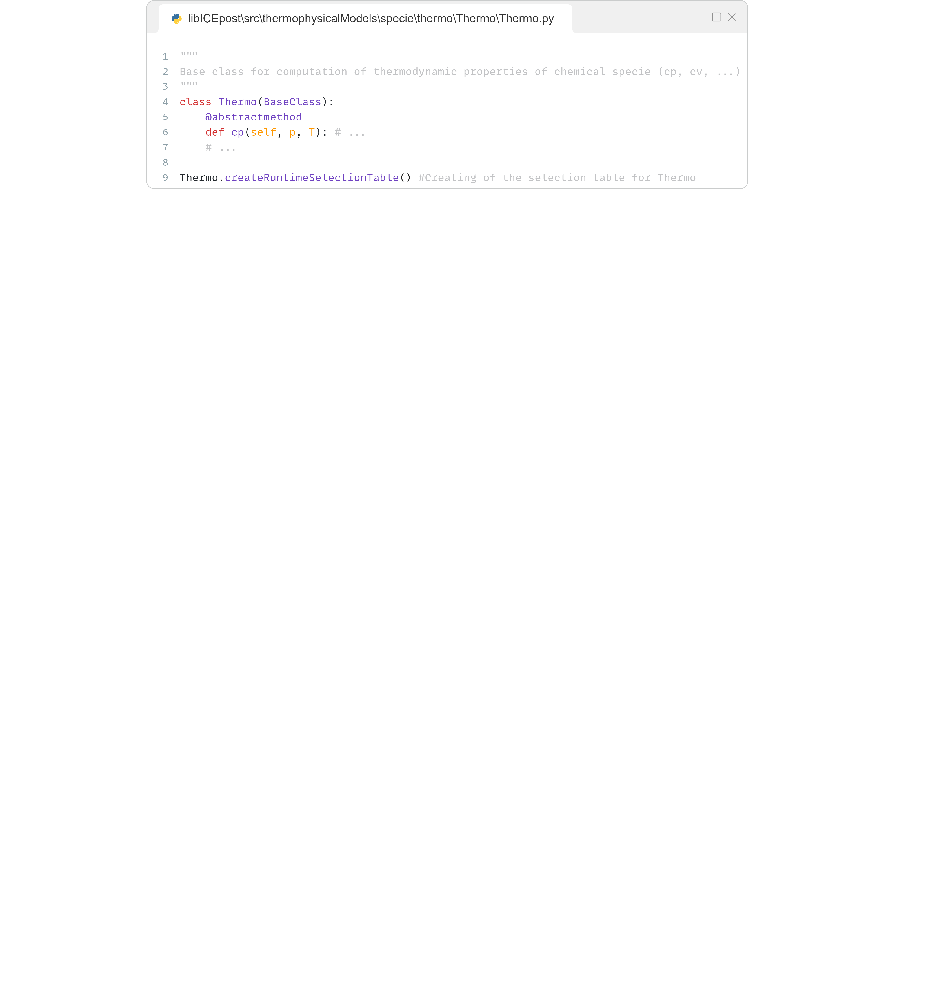 libICEpost\src\thermophysicalModels\specie\thermo\Thermo\Thermo.py
1 """
2 Base class for computation of thermodynamic properties of chemical specie (cp, cv, ...)
3 """
4 class Thermo(BaseClass):
5     @abstractmethod
6     def cp(self, p, T): # ...
7     # ...
8
9 Thermo.createRuntimeSelectionTable() #Creating of the selection table for Thermo